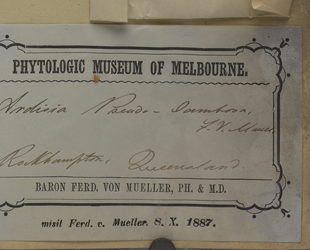 PHYTOLOGIC MUSEUM OF MELBOURNE.
Ardisia Pseudo-Jambosa,
F. v. Muell
Rockhampton, Queensland.
BARON FERD. VON MUELLER, PH. & M.D.
misit Ferd. v. Mueller. 8. X. 1887.